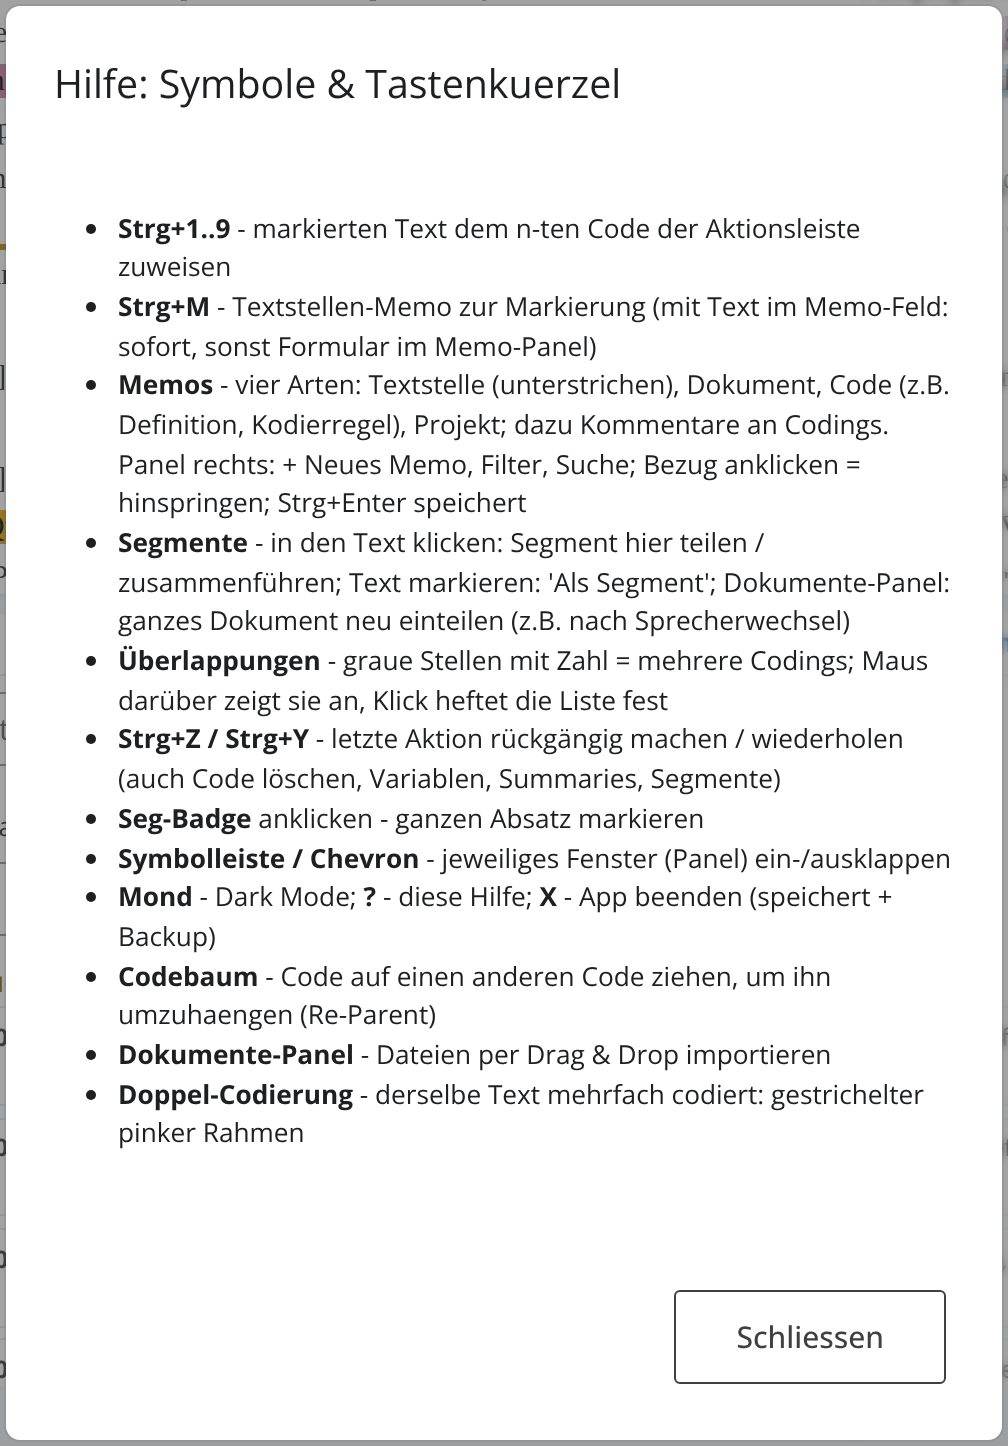 Hilfe: Symbole & Tastenkuerzel
• Strg+1..9 - markierten Text dem n-ten Code der Aktionsleiste
zuweisen
• Strg+M - Textstellen-Memo zur Markierung (mit Text im Memo-Feld:
sofort, sonst Formular im Memo-Panel)
• Memos - vier Arten: Textstelle (unterstrichen), Dokument, Code (z.B.
Definition, Kodierregel), Projekt; dazu Kommentare an Codings.
Panel rechts: + Neues Memo, Filter, Suche; Bezug anklicken =
hinspringen; Strg+Enter speichert
• Segmente - in den Text klicken: Segment hier teilen /
zusammenführen; Text markieren: 'Als Segment'; Dokumente-Panel:
ganzes Dokument neu einteilen (z.B. nach Sprecherwechsel)
• Überlappungen - graue Stellen mit Zahl = mehrere Codings; Maus
darüber zeigt sie an, Klick heftet die Liste fest
• Strg+Z / Strg+Y - letzte Aktion rückgängig machen / wiederholen
(auch Code löschen, Variablen, Summaries, Segmente)
• Seg-Badge anklicken - ganzen Absatz markieren
• Symbolleiste / Chevron - jeweiliges Fenster (Panel) ein-/ausklappen
• Mond - Dark Mode; ? - diese Hilfe; X - App beenden (speichert +
Backup)
• Codebaum - Code auf einen anderen Code ziehen, um ihn
umzuhaengen (Re-Parent)
• Dokumente-Panel - Dateien per Drag & Drop importieren
• Doppel-Codierung - derselbe Text mehrfach codiert: gestrichelter
pinker Rahmen
Schliessen